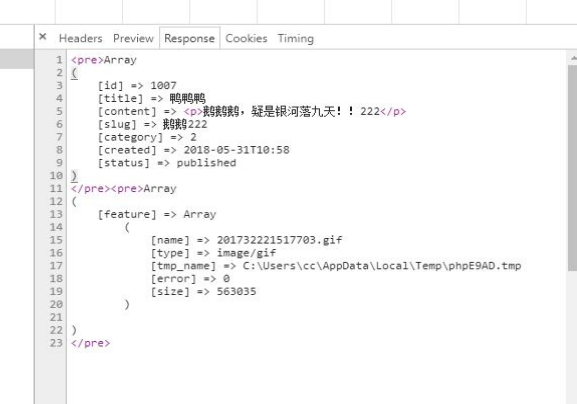 × Headers Preview Response Cookies Timing
1 <pre>Array
2 (
3 [id] => 1007
4 [title] => 鸭鸭鸭
5 [content] => <p>鹅鹅鹅，疑是银河落九天！！222</p>
6 [slug] => 鹅鹅222
7 [category] => 2
8 [created] => 2018-05-31T10:58
9 [status] => published
10 )
11 </pre><pre>Array
12 (
13 [feature] => Array
14 (
15 [name] => 201732221517703.gif
16 [type] => image/gif
17 [tmp_name] => C:\Users\cc\AppData\Local\Temp\phpE9AD.tmp
18 [error] => 0
19 [size] => 563035
20 )
21
22 )
23 </pre>